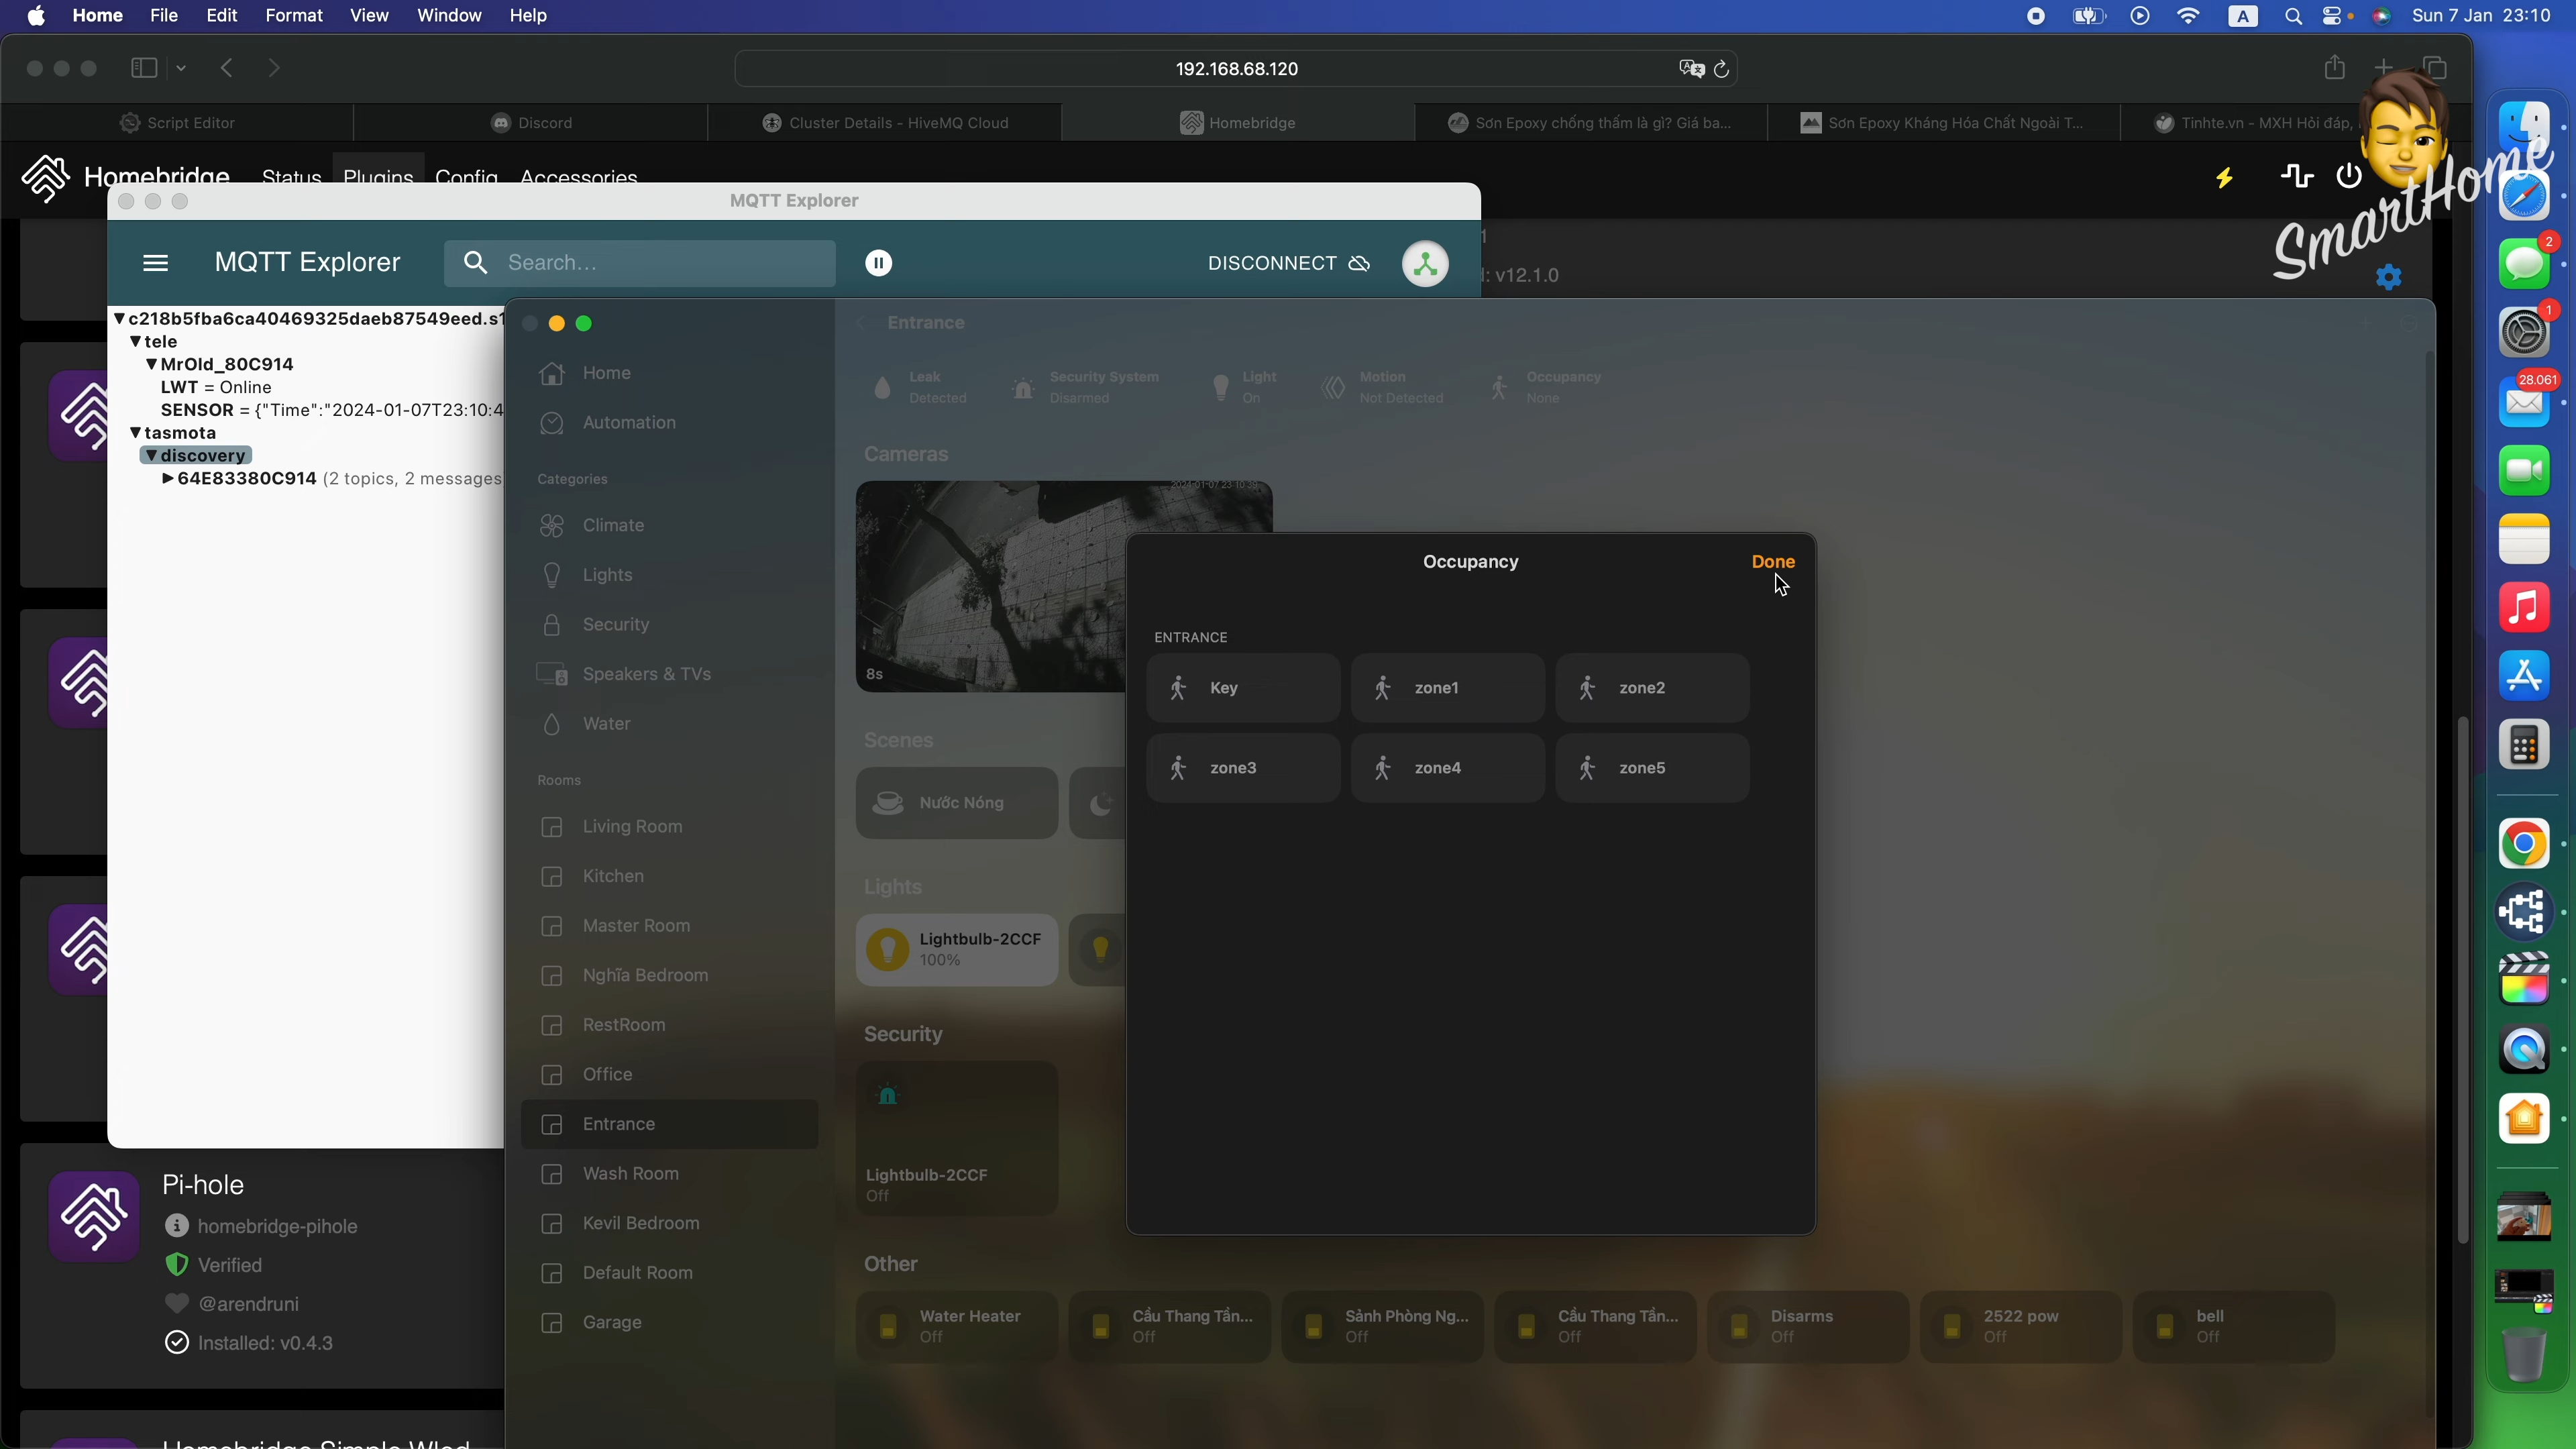 Home File Edit Format View Window Help
A
Sun 7 Jan 23:10
192.168.68.120
Script Editor
Discord
Cluster Details - HiveMQ Cloud
Homebridge
Sơn Epoxy chống thấm là gì? Giá ba...
Sơn Epoxy Kháng Hóa Chất Ngoài T...
Tinhte.vn - MXH Hỏi đáp,
Homebridge Status Plugins Config Accessories
SmartHome
MQTT Explorer
MQTT Explorer
Search...
DISCONNECT
: v12.1.0
c218b5fba6ca40469325daeb87549eed.s1
tele
MrOld_80C914
LWT = Online
SENSOR = {"Time":"2024-01-07T23:10:4
tasmota
discovery
64E83380C914 (2 topics, 2 messages
Home
Automation
Categories
Climate
Lights
Security
Speakers & TVs
Water
Rooms
Living Room
Kitchen
Master Room
Nghĩa Bedroom
RestRoom
Office
Entrance
Wash Room
Kevil Bedroom
Default Room
Garage
Entrance
Leak
Detected
Security System
Disarmed
Light
On
Motion
Not Detected
Occupancy
None
Cameras
8s
Scenes
Nước Nóng
Lights
Lightbulb-2CCF
100%
Security
Lightbulb-2CCF
Off
Other
Water Heater
Off
Cầu Thang Tần...
Off
Sảnh Phòng Ng...
Off
Cầu Thang Tần...
Off
Disarms
Off
2522 pow
Off
bell
Off
Occupancy
Done
ENTRANCE
Key
zone1
zone2
zone3
zone4
zone5
Pi-hole
homebridge-pihole
Verified
@arendruni
Installed: v0.4.3
2
1
28.061